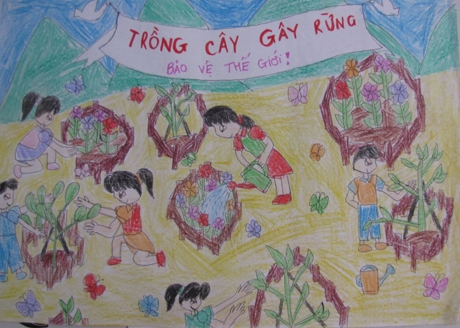 TRỒNG CÂY GÂY RỪNG
BẢO VỆ THẾ GIỚI!